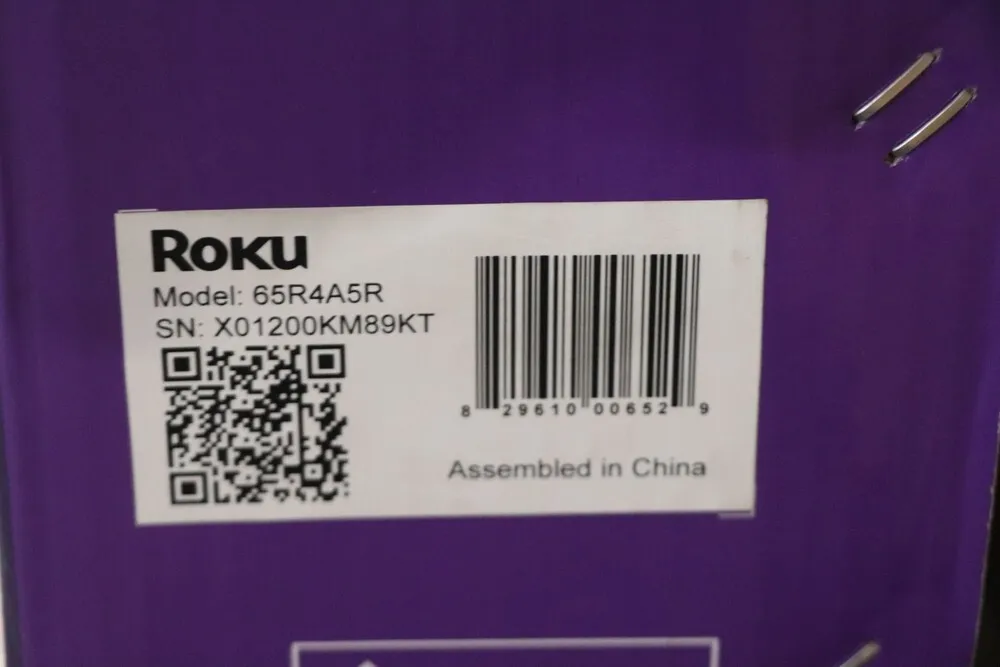 Roku
Model: 65R4A5R
SN: X01200KM89KT
8 29610 00652 9
Assembled in China